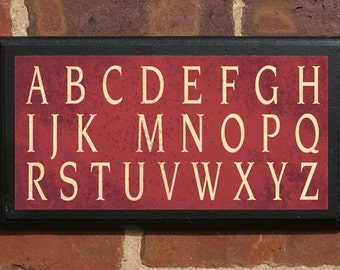 ABCDEFGH
IJK MNOPQ
RSTUVWXYZ